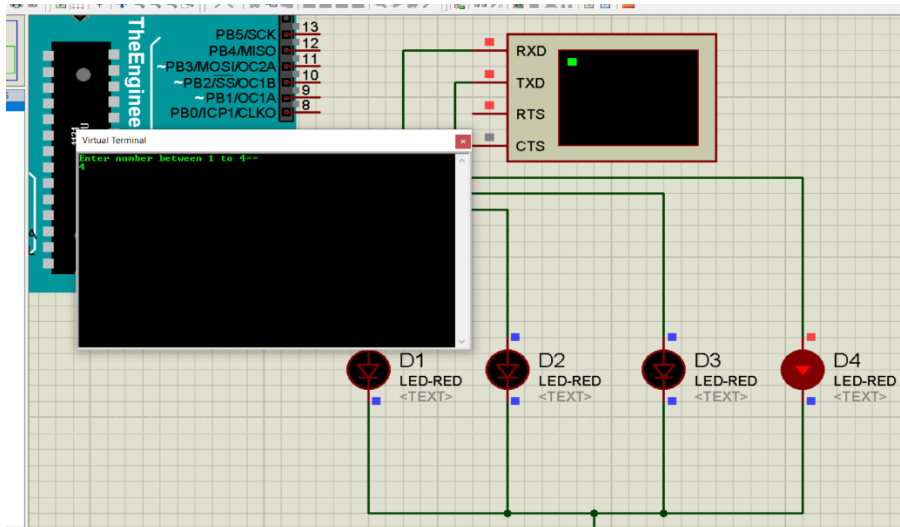 TheEnginee
PB5/SCK
13
PB4/MISO
12
~PB3/MOSI/OC2A
11
~PB2/SS/OC1B
10
~PB1/OC1A
9
PB0/ICP1/CLKO
8
RXD
TXD
RTS
CTS
Virtual Terminal
Enter number between 1 to 4==
4
D1
LED-RED
<TEXT>
D2
LED-RED
<TEXT>
D3
LED-RED
<TEXT>
D4
LED-RED
<TEXT>